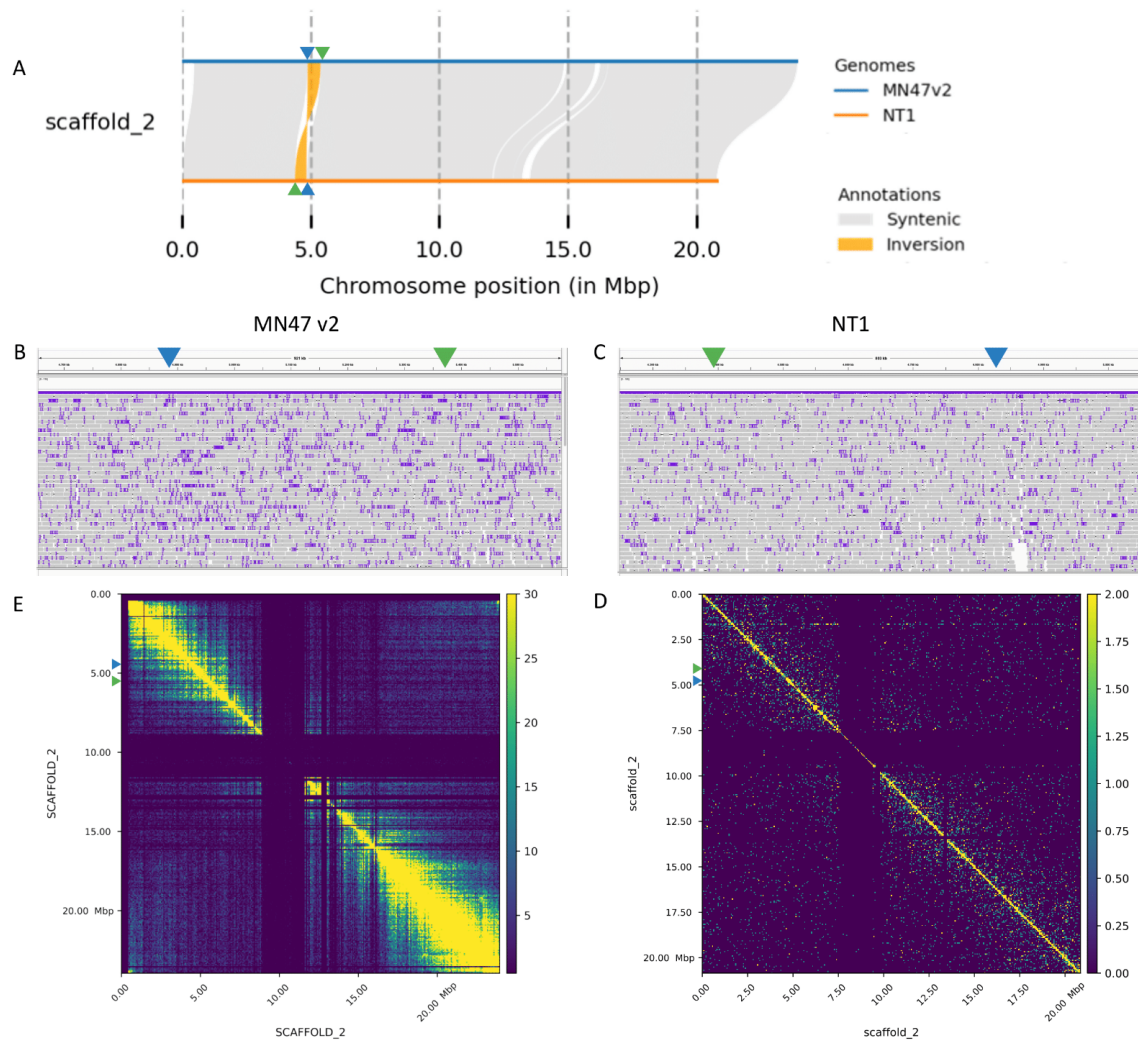 A
scaffold_2
Genomes
MN47v2
NT1
Annotations
Syntenic
Inversion
0.0 5.0 10.0 15.0 20.0
Chromosome position (in Mbp)
MN47 v2
NT1
B
C
E
0.00
5.00
10.00
15.00
20.00 Mbp
SCAFFOLD_2
0.00 5.00 10.00 15.00 20.00 Mbp
SCAFFOLD_2
30
25
20
15
10
5
D
0.00
2.50
5.00
7.50
10.00
12.50
15.00
17.50
20.00 Mbp
scaffold_2
0.00 2.50 5.00 7.50 10.00 12.50 15.00 17.50 20.00 Mbp
scaffold_2
2.00
1.75
1.50
1.25
1.00
0.75
0.50
0.25
0.00